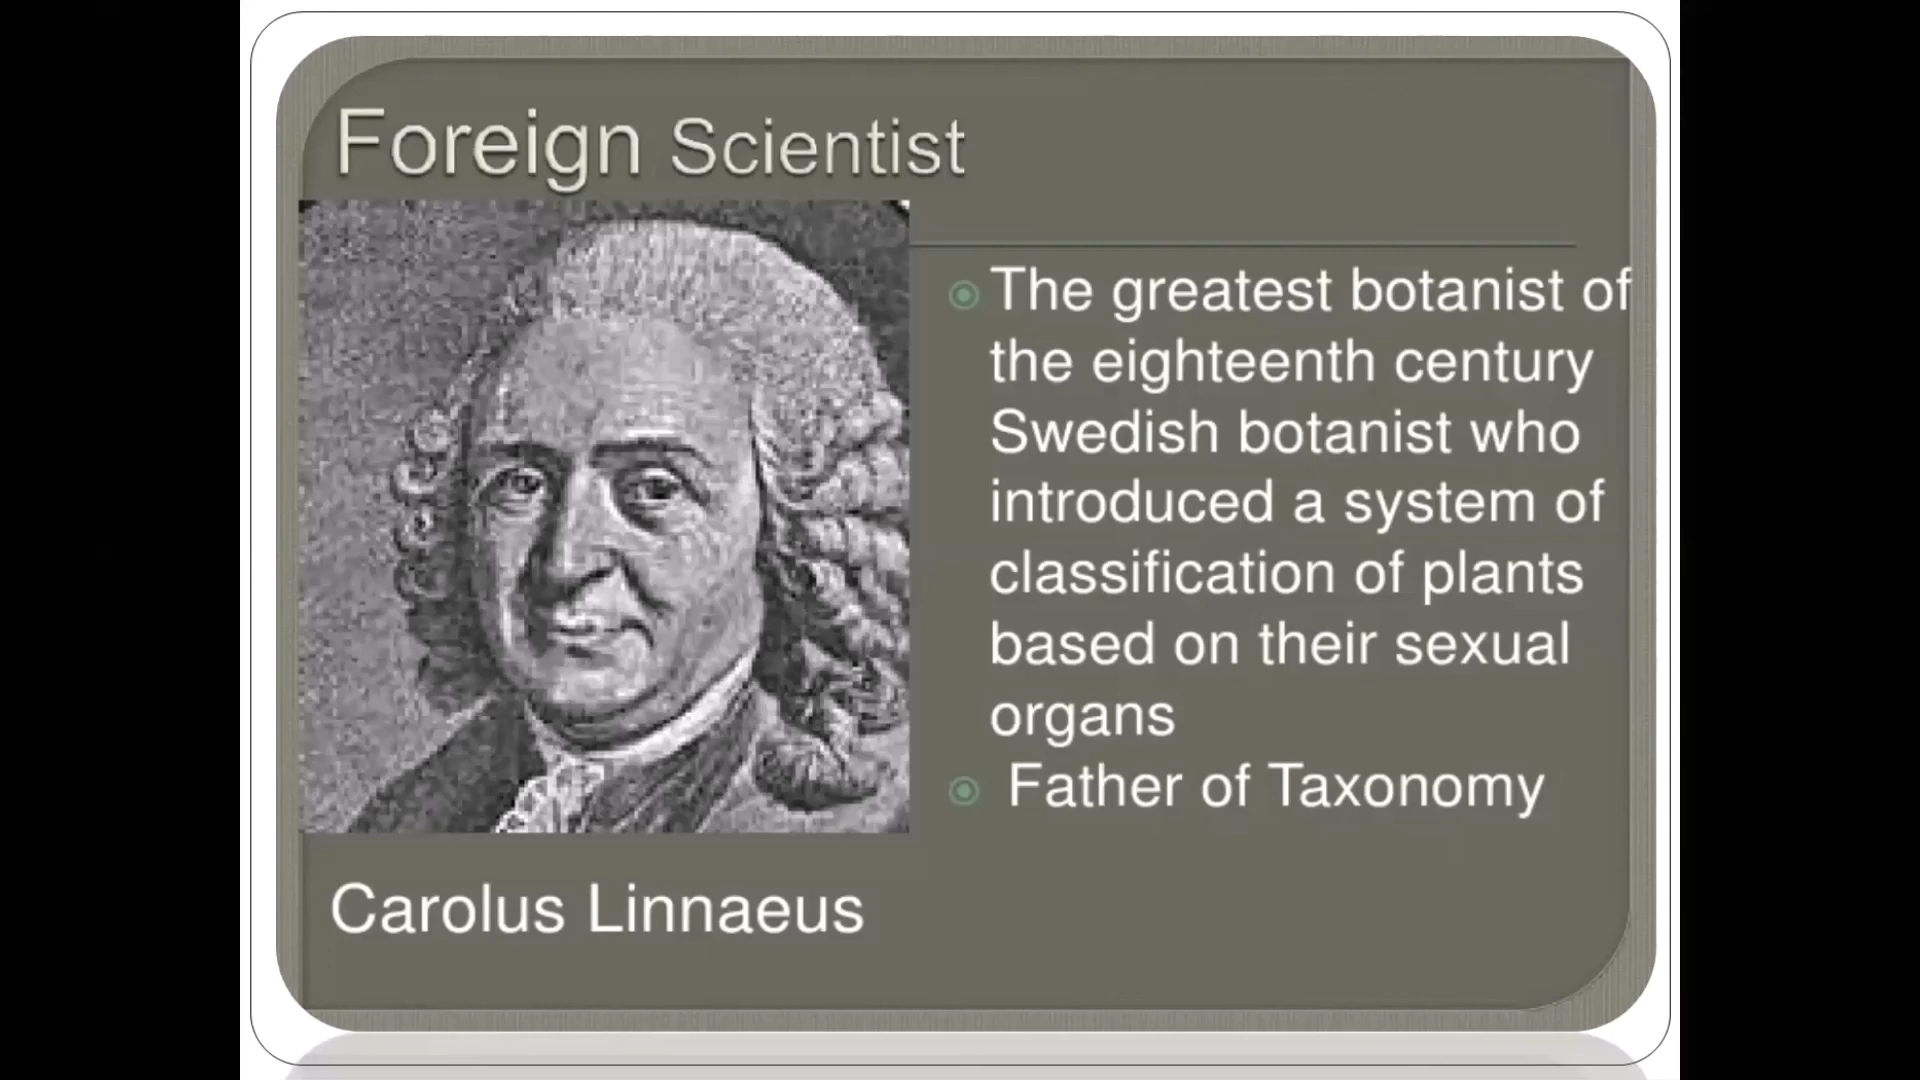 Foreign Scientist
The greatest botanist of
the eighteenth century
Swedish botanist who
introduced a system of
classification of plants
based on their sexual
organs
Father of Taxonomy
Carolus Linnaeus